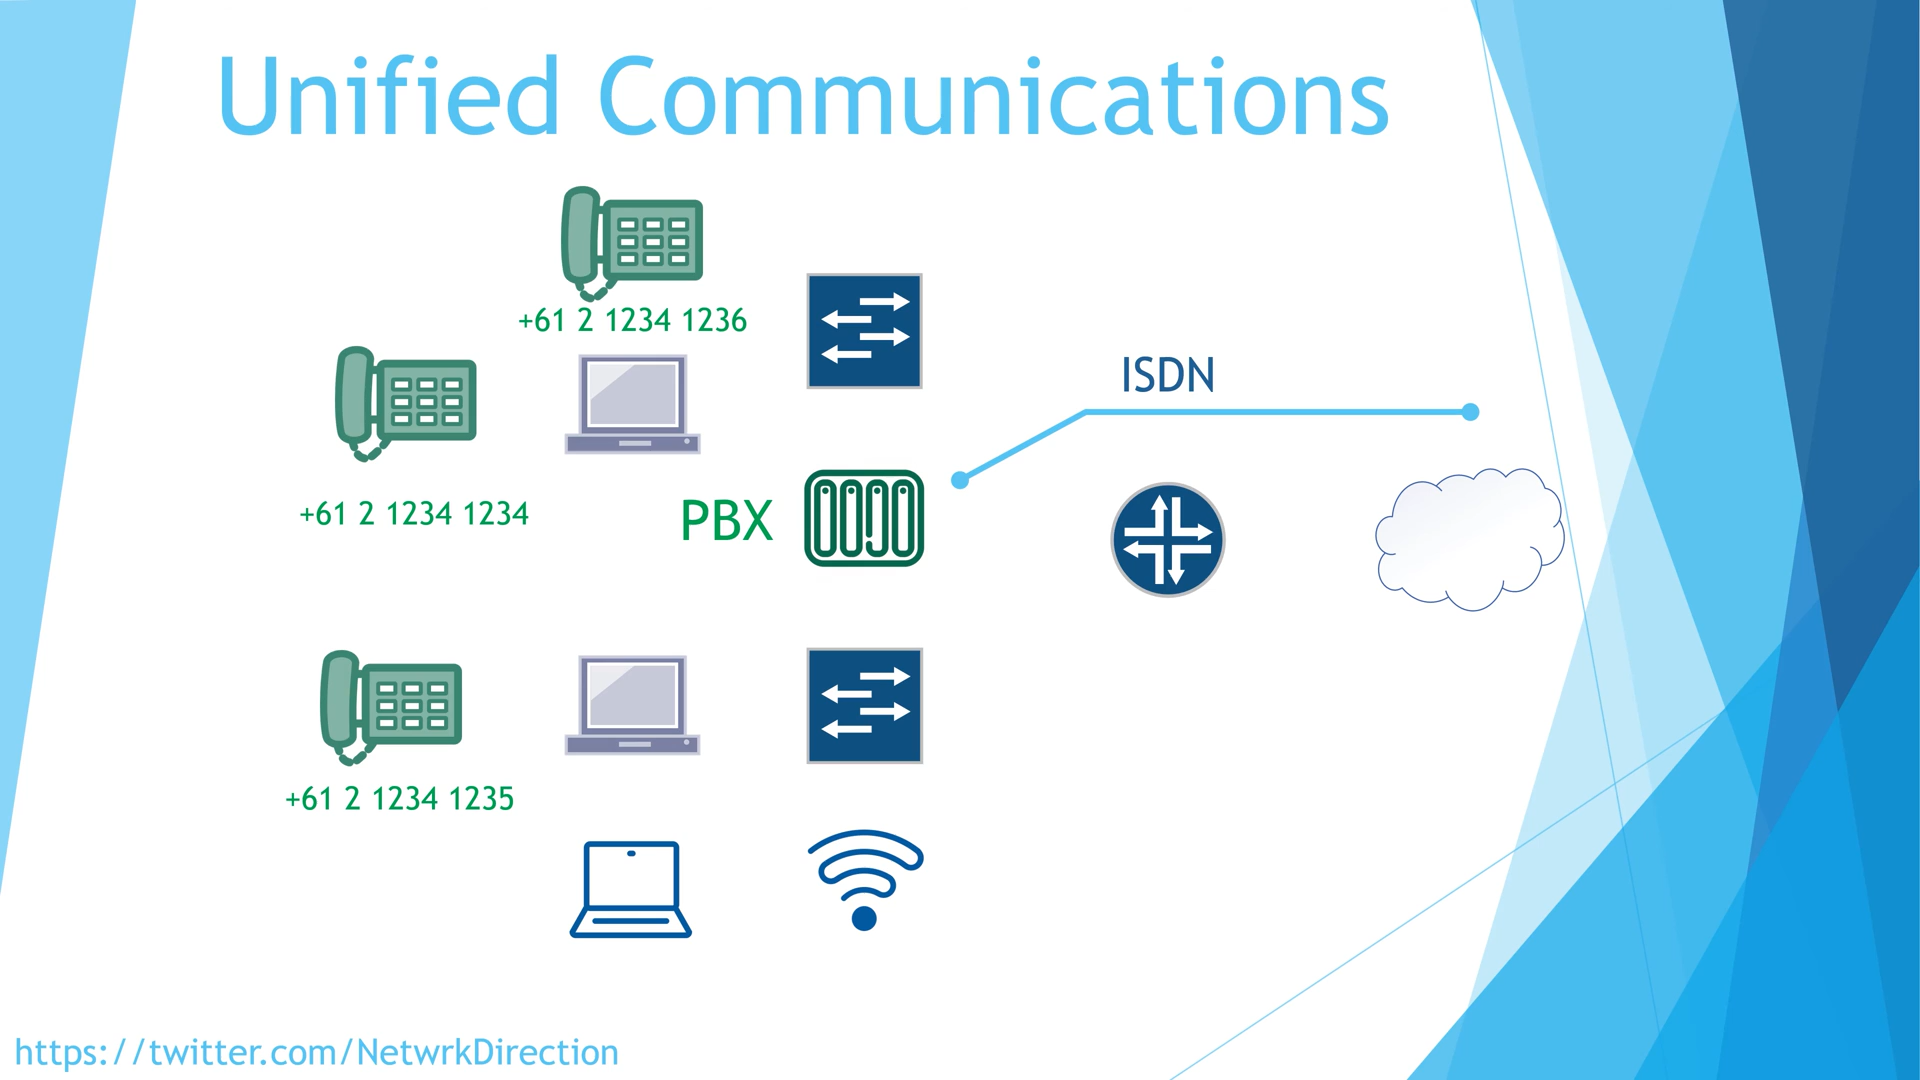 Unified Communications
+61 2 1234 1236
ISDN
+61 2 1234 1234
PBX
+61 2 1234 1235
https://twitter.com/NetwrkDirection